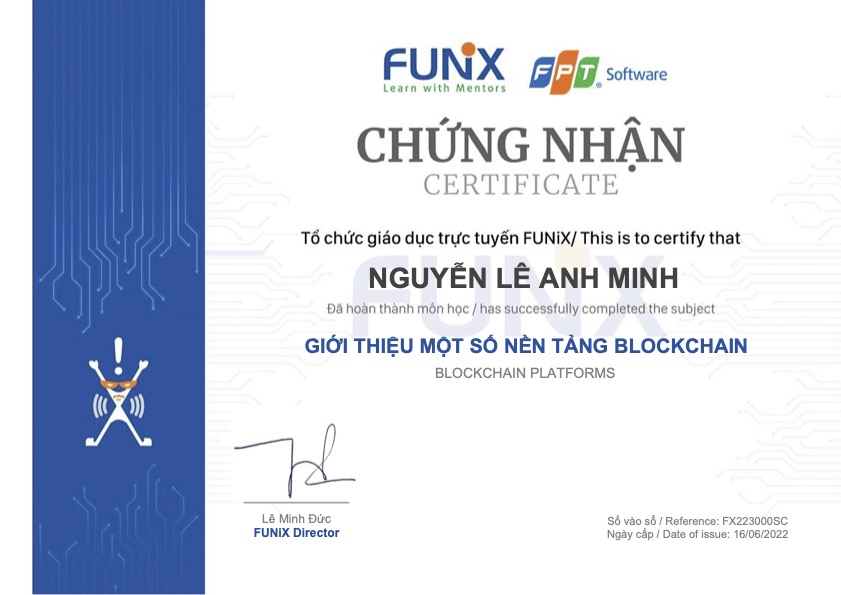 FUNiX
Learn with Mentors
FPT Software
CHỨNG NHẬN
CERTIFICATE
Tổ chức giáo dục trực tuyến FUNiX/ This is to certify that
NGUYỄN LÊ ANH MINH
Đã hoàn thành môn học / has successfully completed the subject
GIỚI THIỆU MỘT SỐ NỀN TẢNG BLOCKCHAIN
BLOCKCHAIN PLATFORMS
Lê Minh Đức
FUNiX Director
Số vào sổ / Reference: FX223000SC
Ngày cấp / Date of issue: 16/06/2022